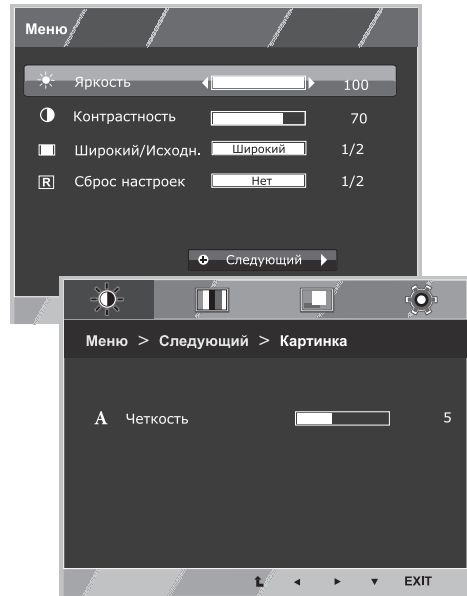 Меню
Яркость 100
Контрастность 70
Широкий/Исходн. Широкий 1/2
R Сброс настроек Нет 1/2
Следующий
Меню > Следующий > Картинка
A Четкость 5
EXIT